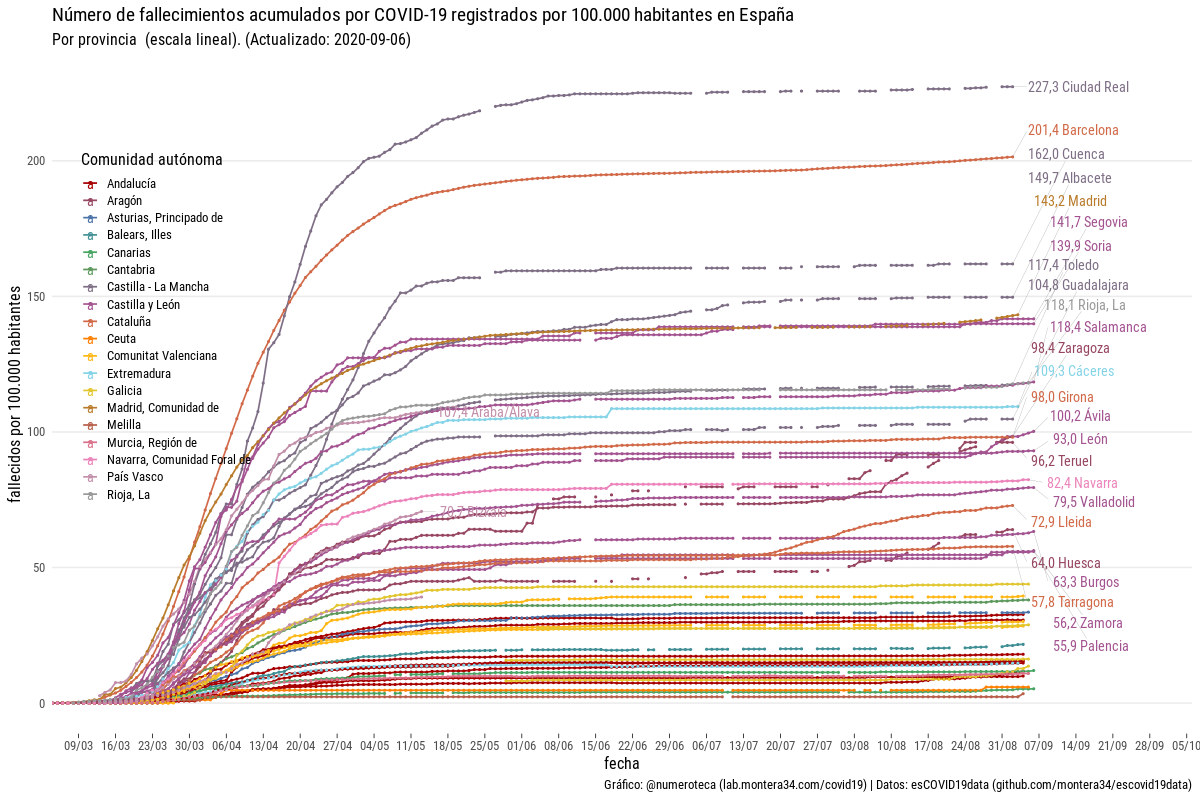 Número de fallecimientos acumulados por COVID-19 registrados por 100.000 habitantes en España
Por provincia (escala lineal). (Actualizado: 2020-09-06)
fallecidos por 100.000 habitantes
200
150
100
50
0
Comunidad autónoma
Andalucía
Aragón
Asturias, Principado de
Balears, Illes
Canarias
Cantabria
Castilla - La Mancha
Castilla y León
Cataluña
Ceuta
Comunitat Valenciana
Extremadura
Galicia
Madrid, Comunidad de
Melilla
Murcia, Región de
Navarra, Comunidad Foral de
País Vasco
Rioja, La
227,3 Ciudad Real
201,4 Barcelona
162,0 Cuenca
149,7 Albacete
143,2 Madrid
141,7 Segovia
139,9 Soria
117,4 Toledo
104,8 Guadalajara
118,1 Rioja, La
118,4 Salamanca
98,4 Zaragoza
109,3 Cáceres
98,0 Girona
107,4 Araba/Álava
100,2 Ávila
93,0 León
96,2 Teruel
82,4 Navarra
79,5 Valladolid
70,7 Bizkaia
72,9 Lleida
64,0 Huesca
63,3 Burgos
57,8 Tarragona
56,2 Zamora
55,9 Palencia
09/03 16/03 23/03 30/03 06/04 13/04 20/04 27/04 04/05 11/05 18/05 25/05 01/06 08/06 15/06 22/06 29/06 06/07 13/07 20/07 27/07 03/08 10/08 17/08 24/08 31/08 07/09 14/09 21/09 28/09 05/10
fecha
Gráfico: @numeroteca (lab.montera34.com/covid19) | Datos: esCOVID19data (github.com/montera34/escovid19data)